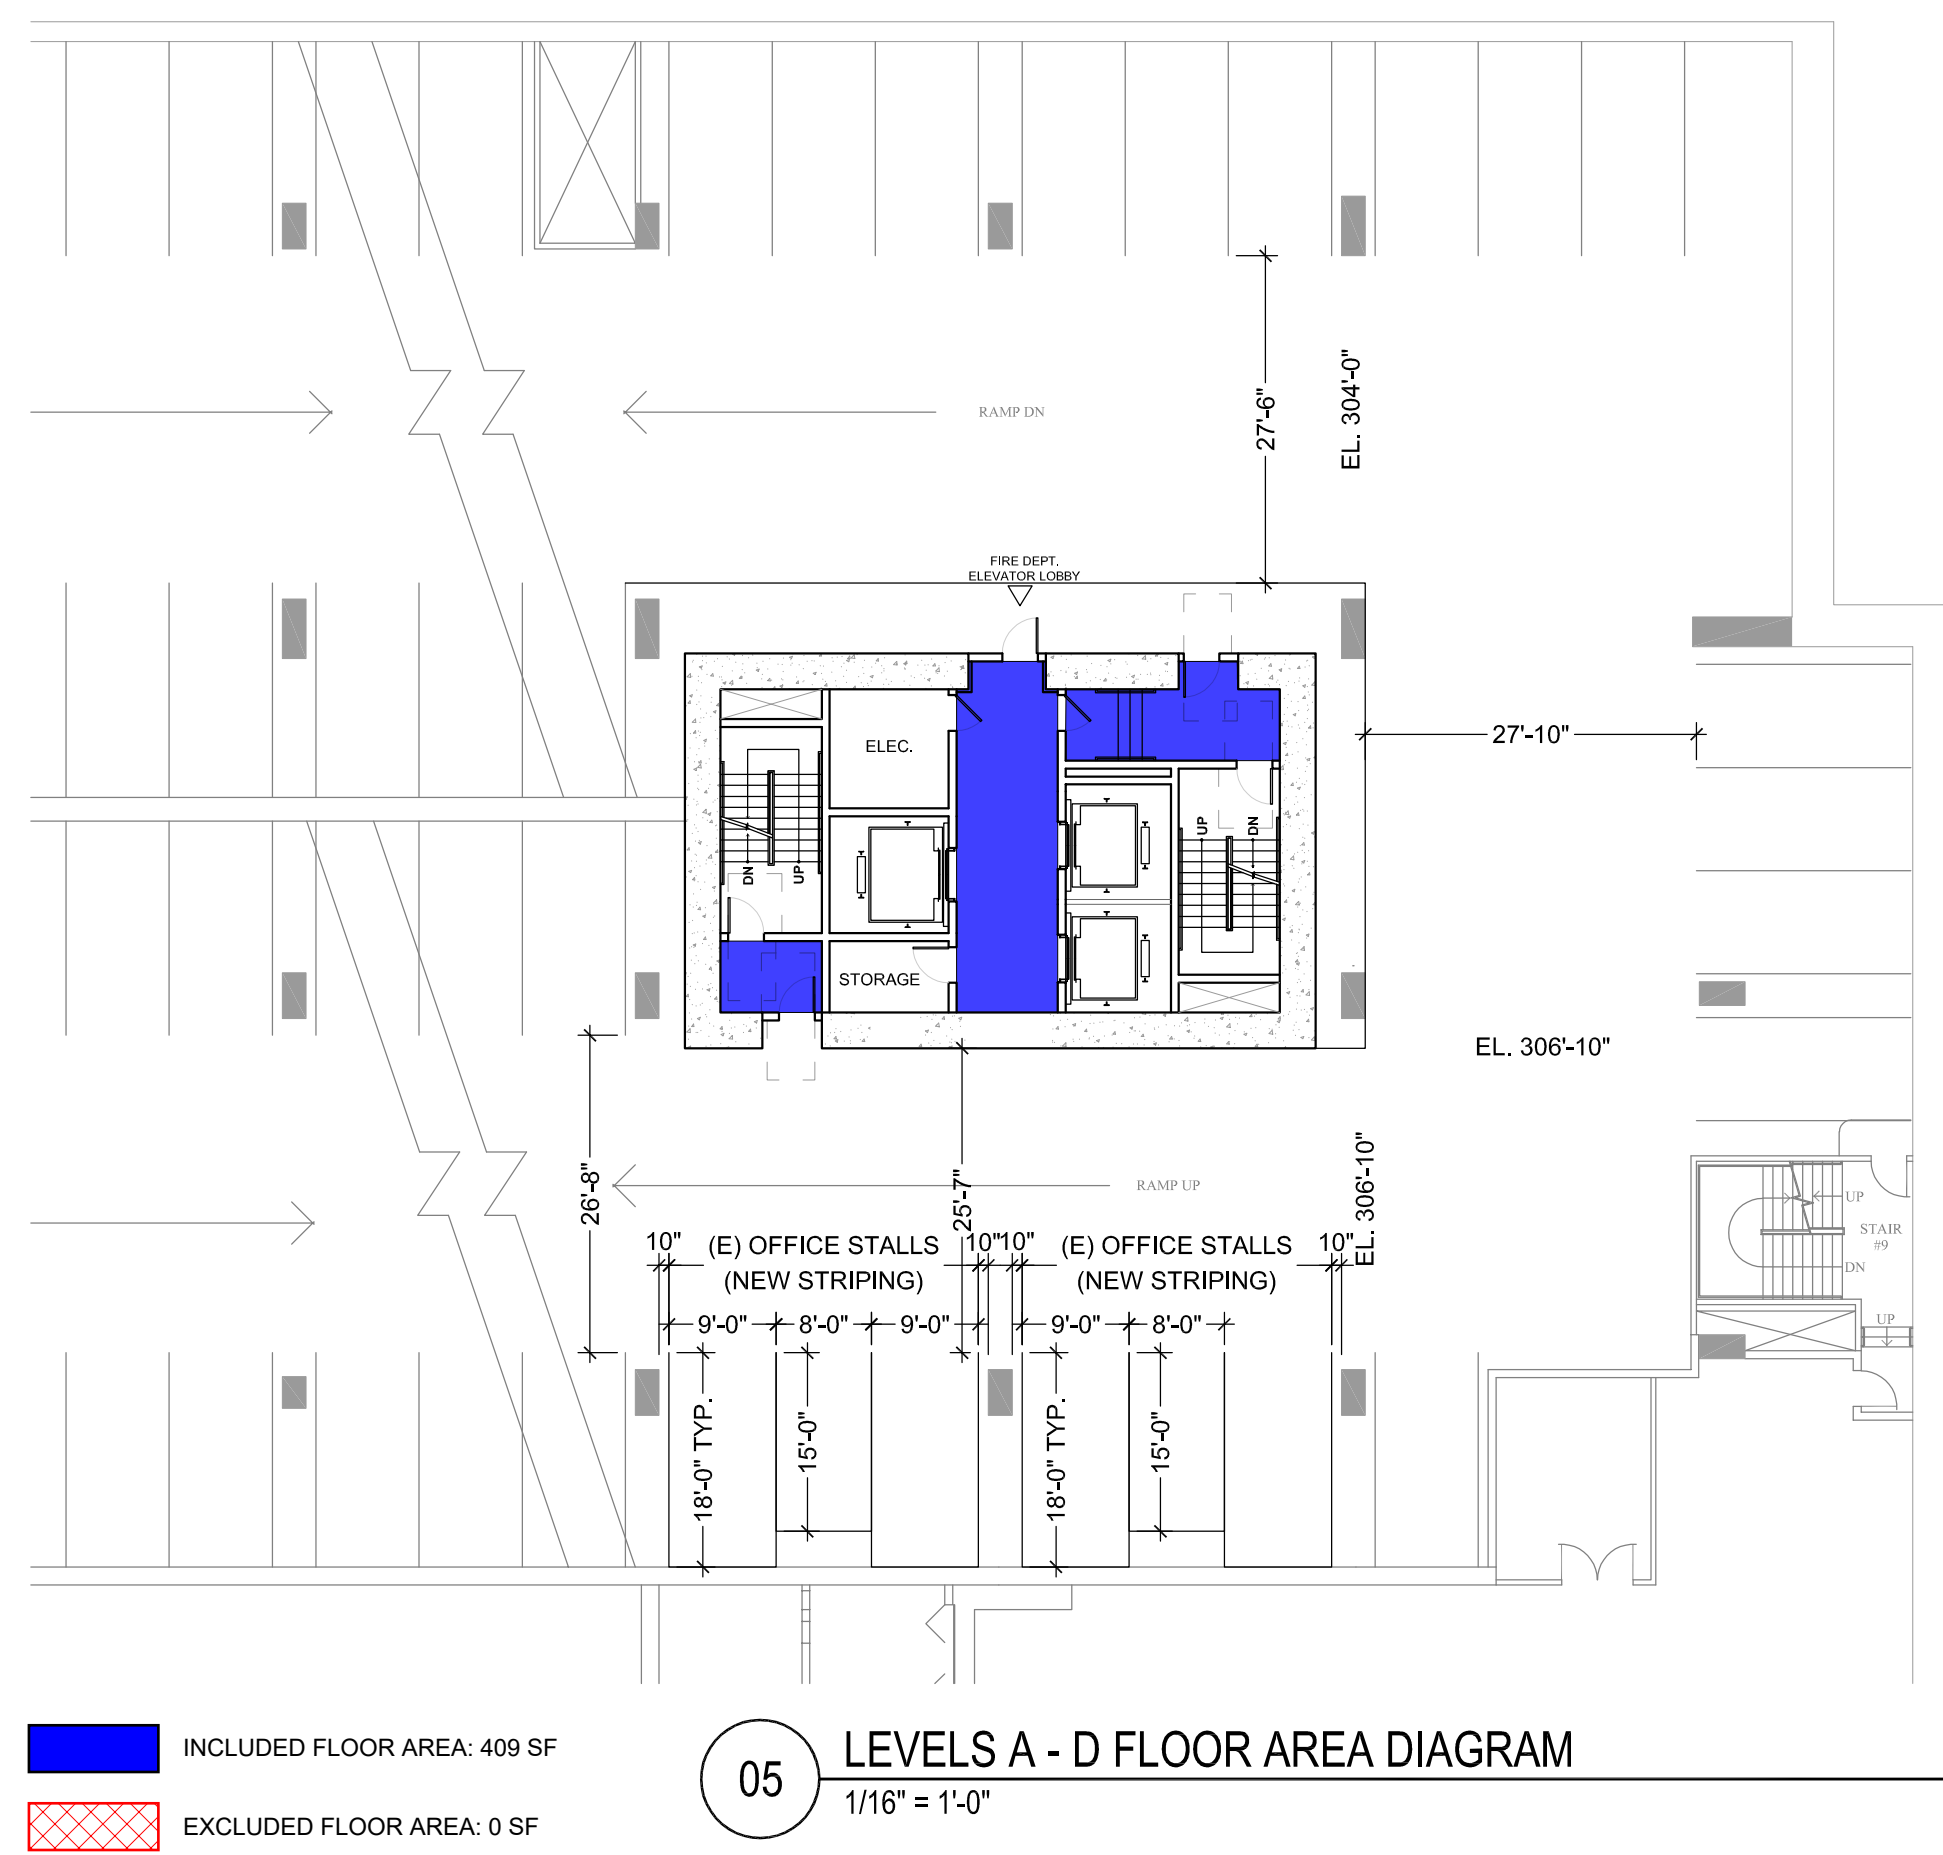 27'-6"
EL. 304'-0"
RAMP DN
FIRE DEPT.
ELEVATOR LOBBY
ELEC.
27'-10"
UP
DN
DN
UP
STORAGE
EL. 306'-10"
26'-8"
25'-7"
RAMP UP
EL. 306'-10"
UP
STAIR
#9
DN
UP
10"
(E) OFFICE STALLS
(NEW STRIPING)
10"
10"
(E) OFFICE STALLS
(NEW STRIPING)
10"
9'-0"
8'-0"
9'-0"
9'-0"
8'-0"
18'-0" TYP.
15'-0"
18'-0" TYP.
15'-0"
INCLUDED FLOOR AREA: 409 SF
EXCLUDED FLOOR AREA: 0 SF
05
LEVELS A - D FLOOR AREA DIAGRAM
1/16" = 1'-0"